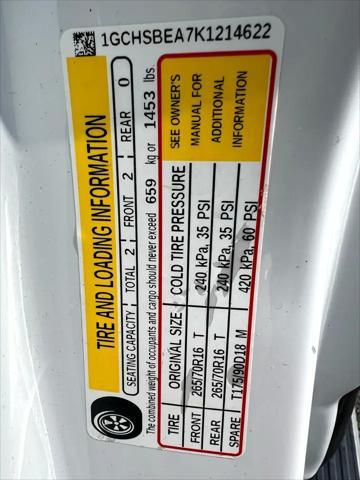 1GCHSBEA7K1214622
TIRE AND LOADING INFORMATION
SEATING CAPACITY TOTAL 2 FRONT 2 REAR 0
The combined weight of occupants and cargo should never exceed 659 kg or 1453 lbs.
TIRE ORIGINAL SIZE COLD TIRE PRESSURE SEE OWNER'S
FRONT 265/70R16 T 240 kPa, 35 PSI MANUAL FOR
REAR 265/70R16 T 240 kPa, 35 PSI ADDITIONAL
SPARE T175/90D18 M 420 kPa, 60 PSI INFORMATION